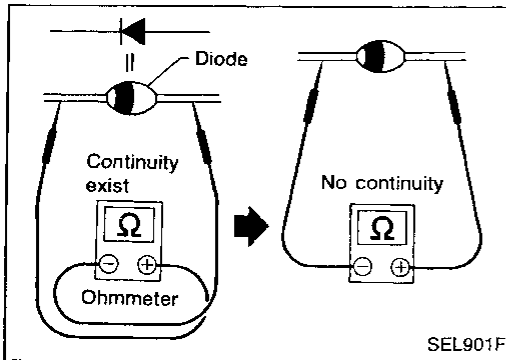 Diode
Continuity
exist
Ω
Ohmmeter
No continuity
Ω
SEL901F